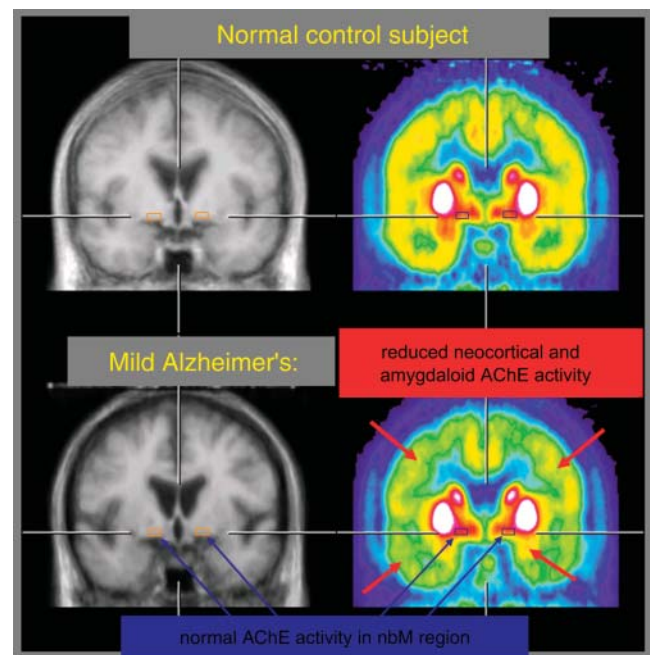 Normal control subject
Mild Alzheimer's:
reduced neocortical and
amygdaloid AChE activity
normal AChE activity in nbM region